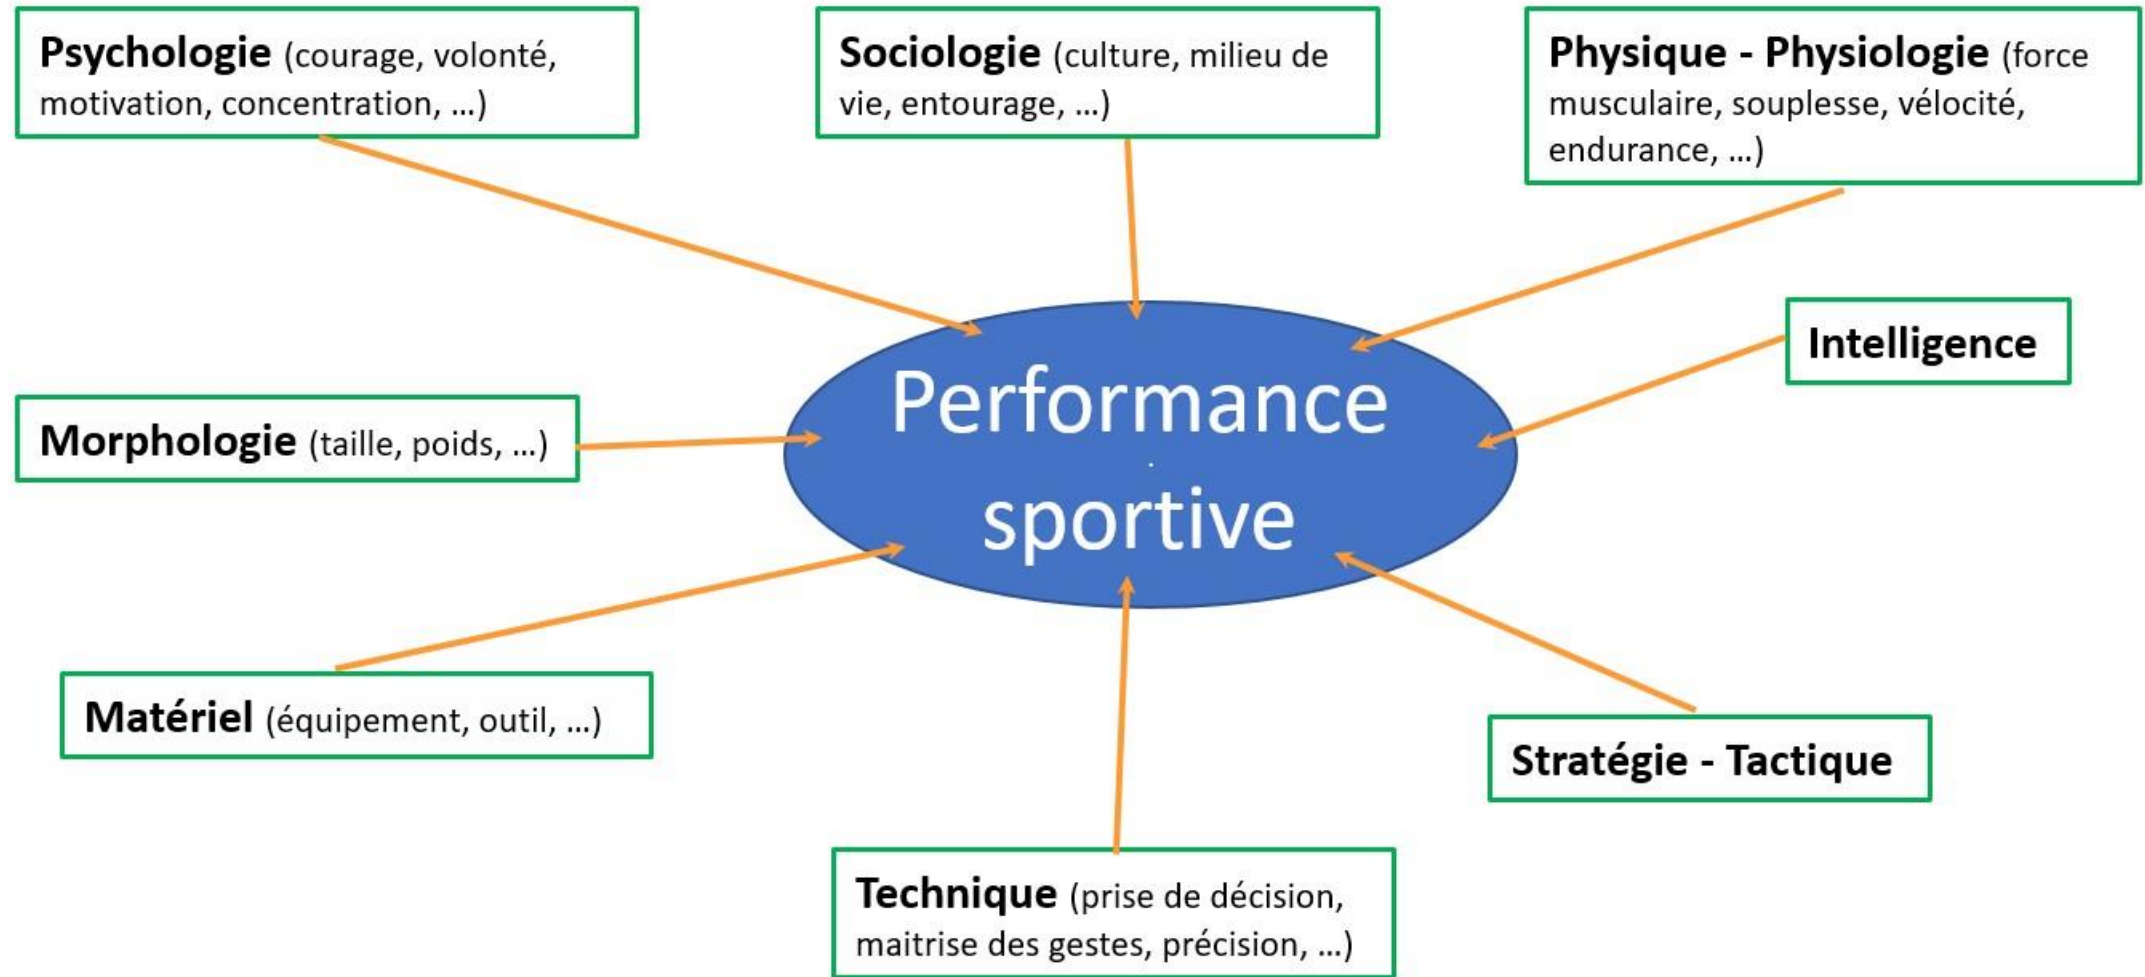 Psychologie (courage, volonté,
motivation, concentration, ...)
Sociologie (culture, milieu de
vie, entourage, ...)
Physique - Physiologie (force
musculaire, souplesse, vélocité,
endurance, ...)
Intelligence
Morphologie (taille, poids, ...)
Performance
.
sportive
Matériel (équipement, outil, ...)
Stratégie - Tactique
Technique (prise de décision,
maitrise des gestes, précision, ...)